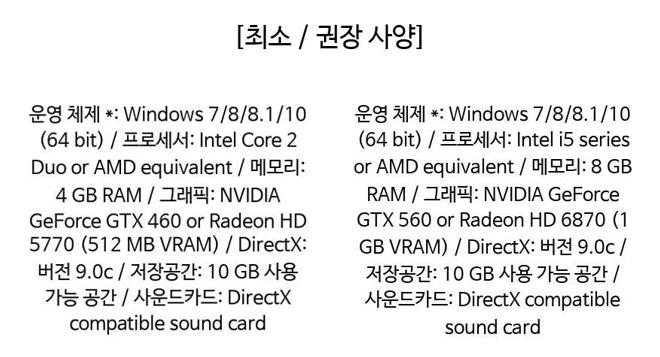 [최소 / 권장 사양]
운영 체제 *: Windows 7/8/8.1/10
(64 bit) / 프로세서: Intel Core 2
Duo or AMD equivalent / 메모리:
4 GB RAM / 그래픽: NVIDIA
GeForce GTX 460 or Radeon HD
5770 (512 MB VRAM) / DirectX:
버전 9.0c / 저장공간: 10 GB 사용
가능 공간 / 사운드카드: DirectX
compatible sound card
운영 체제 *: Windows 7/8/8.1/10
(64 bit) / 프로세서: Intel i5 series
or AMD equivalent / 메모리: 8 GB
RAM / 그래픽: NVIDIA GeForce
GTX 560 or Radeon HD 6870 (1
GB VRAM) / DirectX: 버전 9.0c /
저장공간: 10 GB 사용 가능 공간 /
사운드카드: DirectX compatible
sound card